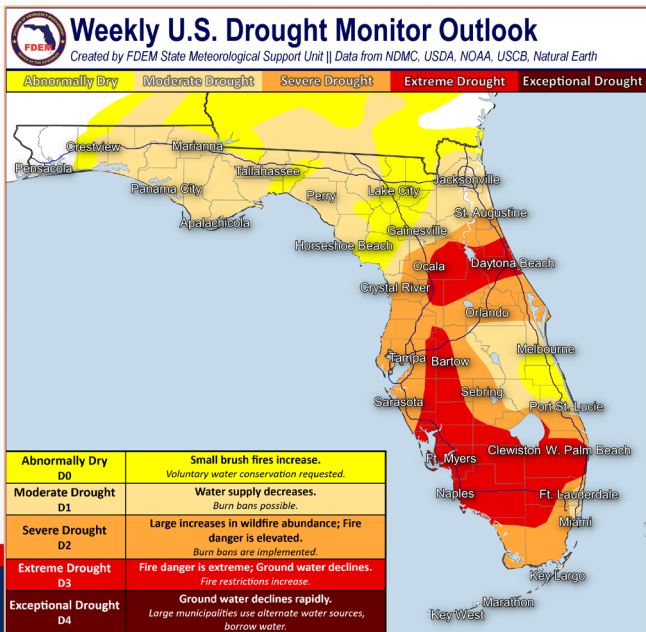 FDEM
Weekly U.S. Drought Monitor Outlook
Created by FDEM State Meteorological Support Unit || Data from NDMC, USDA, NOAA, USCB, Natural Earth
Abnormally Dry
Moderate Drought
Severe Drought
Extreme Drought
Exceptional Drought
Crestview
Marianna
Pensacola
Tallahassee
Jacksonville
Panama City
Perry
Lake City
Apalachicola
St. Augustine
Gainesville
Horseshoe Beach
Ocala
Daytona Beach
Crystal River
Orlando
Tampa
Bartow
Melbourne
Sebring
Sarasota
Port St. Lucie
Clewiston
W. Palm Beach
Ft. Myers
Naples
Ft. Lauderdale
Miami
Key Largo
Marathon
Key West
Abnormally Dry
D0
Small brush fires increase.
Voluntary water conservation requested.
Moderate Drought
D1
Water supply decreases.
Burn bans possible.
Severe Drought
D2
Large increases in wildfire abundance; Fire
danger is elevated.
Burn bans are implemented.
Extreme Drought
D3
Fire danger is extreme; Ground water declines.
Fire restrictions increase.
Exceptional Drought
D4
Ground water declines rapidly.
Large municipalities use alternate water sources,
borrow water.